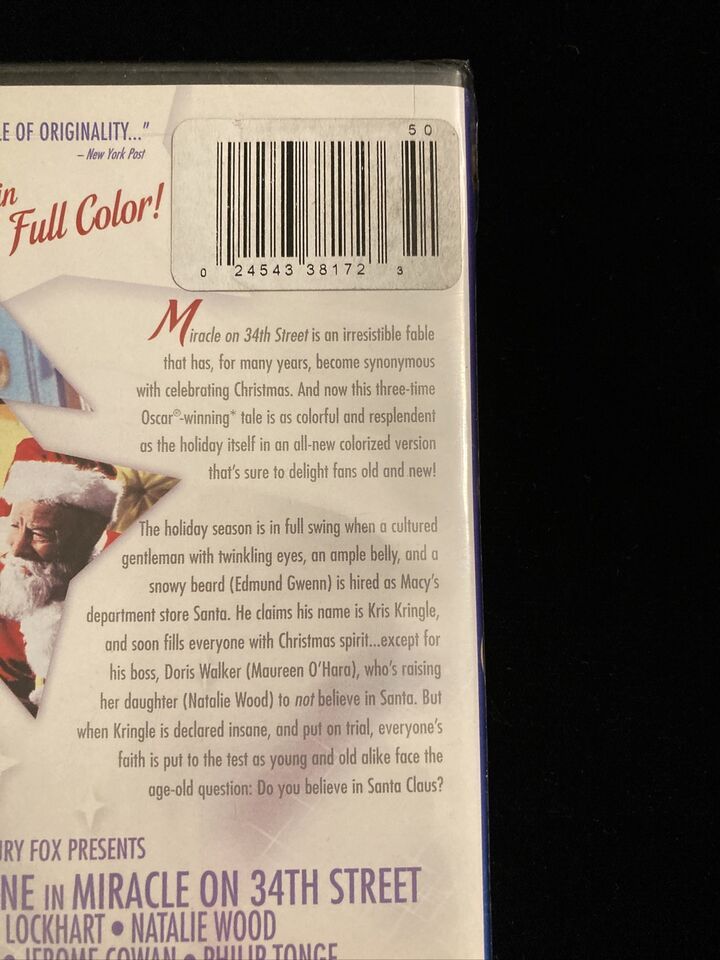 LE OF ORIGINALITY..."
– New York Post
in
Full Color!
50
0 24543 38172 3
Miracle on 34th Street is an irresistible fable
that has, for many years, become synonymous
with celebrating Christmas. And now this three-time
Oscar®-winning* tale is as colorful and resplendent
as the holiday itself in an all-new colorized version
that's sure to delight fans old and new!
The holiday season is in full swing when a cultured
gentleman with twinkling eyes, an ample belly, and a
snowy beard (Edmund Gwenn) is hired as Macy's
department store Santa. He claims his name is Kris Kringle,
and soon fills everyone with Christmas spirit...except for
his boss, Doris Walker (Maureen O'Hara), who's raising
her daughter (Natalie Wood) to not believe in Santa. But
when Kringle is declared insane, and put on trial, everyone's
faith is put to the test as young and old alike face the
age-old question: Do you believe in Santa Claus?
URY FOX PRESENTS
NE IN MIRACLE ON 34TH STREET
LOCKHART • NATALIE WOOD
• JEROME COWAN • PHILIP TONGE